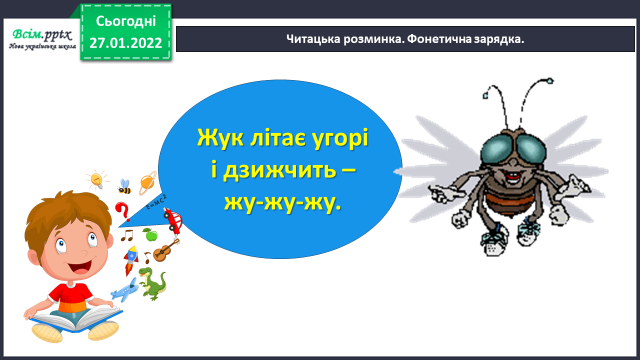 Всім.pptx
Нова українська школа
Сьогодні
27.01.2022
Читацька розминка. Фонетична зарядка.
Жук літає угорі
і дзижчить –
жу-жу-жу.
?
E=MC²